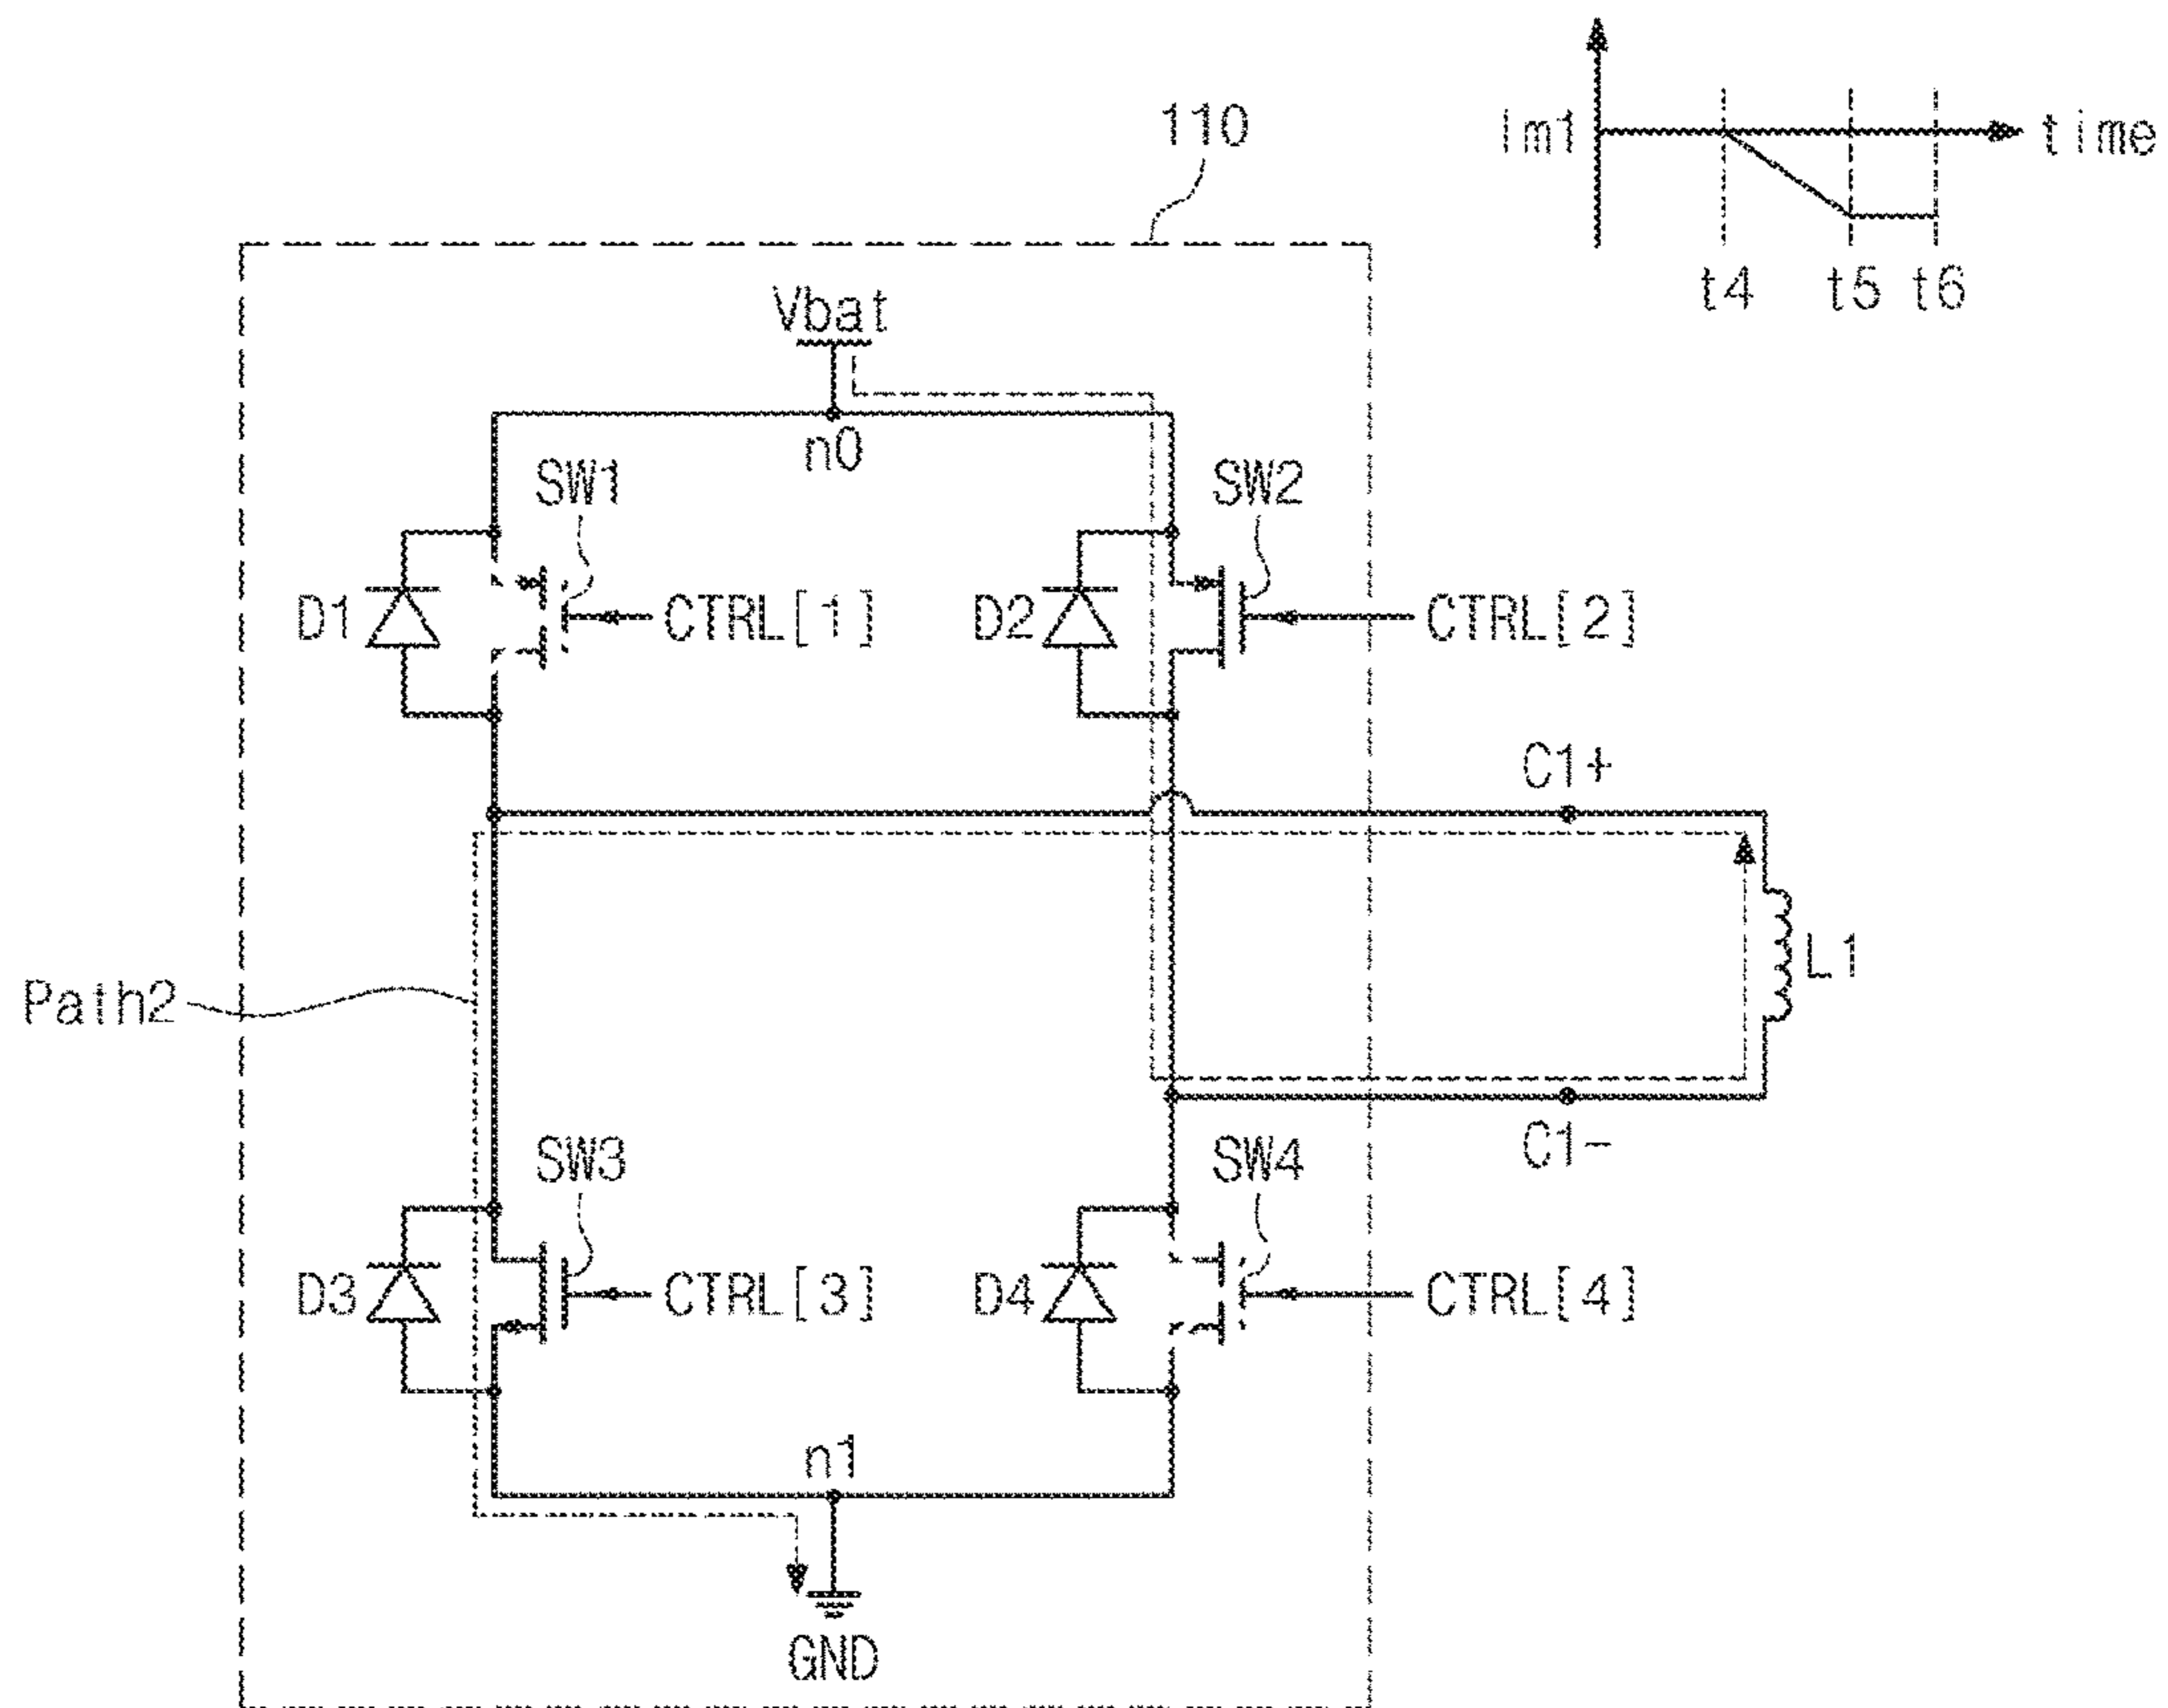 Im1
time
t4
t5
t6
110
Vbat
n0
SW1
SW2
D1
CTRL[1]
D2
CTRL[2]
C1+
L1
Path2
C1-
SW3
SW4
D3
CTRL[3]
D4
CTRL[4]
n1
GND